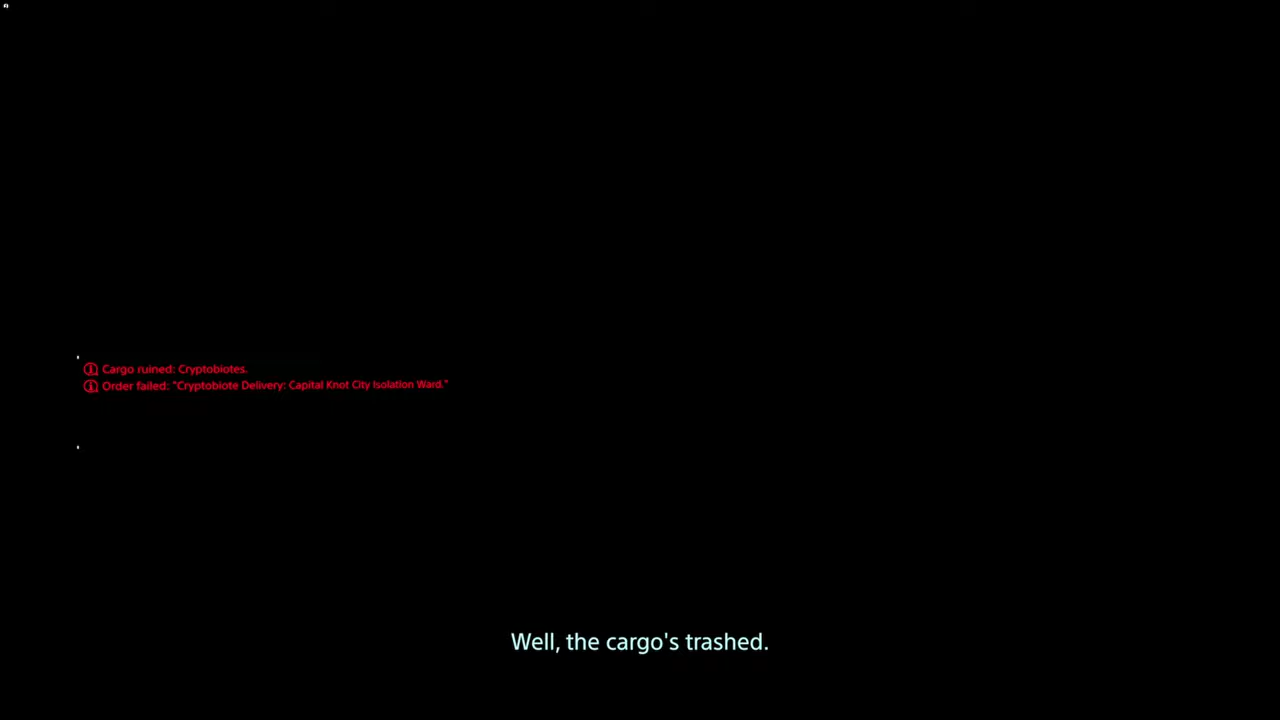 Cargo ruined: Cryptobiotes.
Order failed: "Cryptobiote Delivery: Capital Knot City Isolation Ward."
Well, the cargo's trashed.